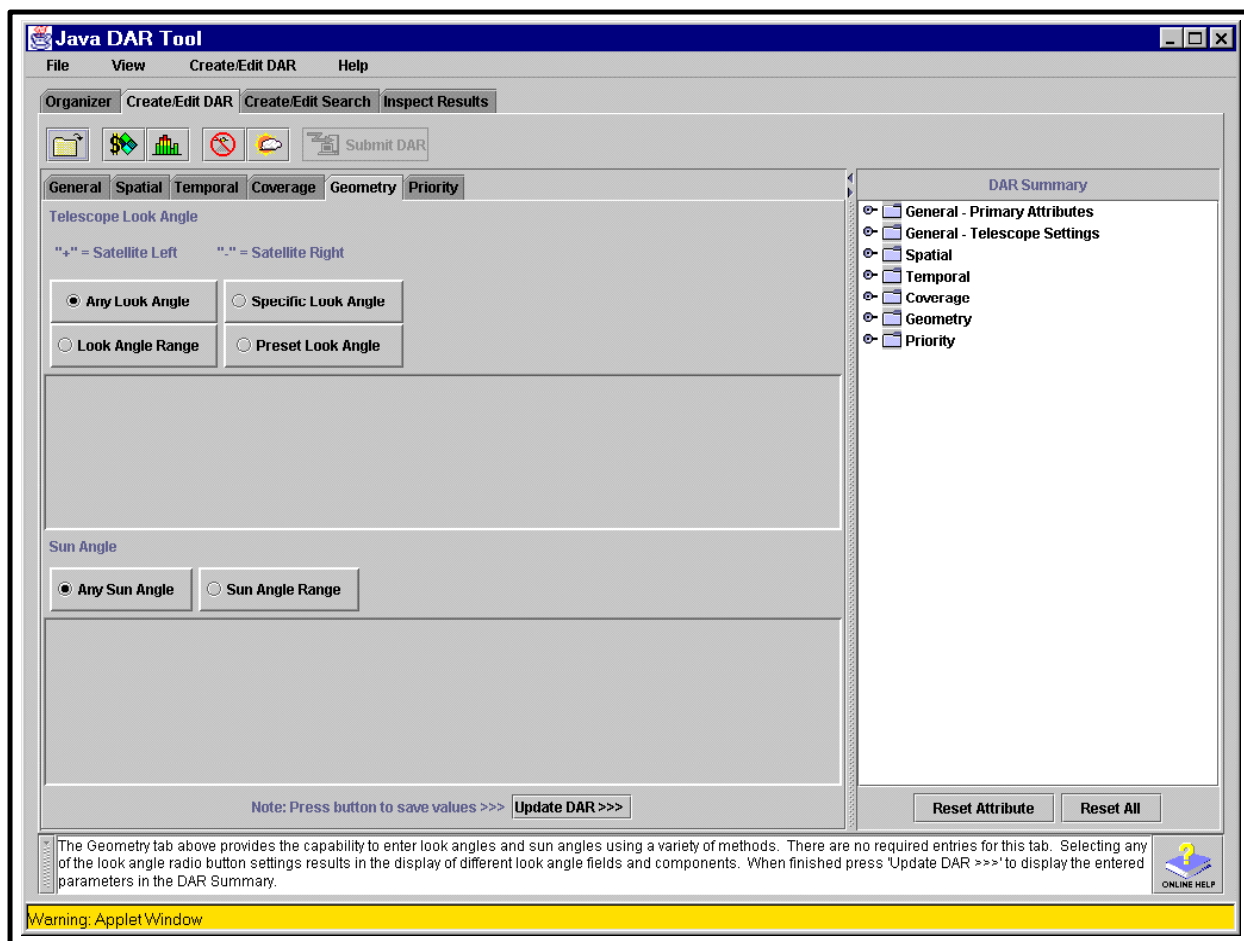 Java DAR Tool
File View Create/Edit DAR Help
Organizer Create/Edit DAR Create/Edit Search Inspect Results
Submit DAR
General Spatial Temporal Coverage Geometry Priority
Telescope Look Angle
"+" = Satellite Left "-" = Satellite Right
Any Look Angle Specific Look Angle
Look Angle Range Preset Look Angle
Sun Angle
Any Sun Angle Sun Angle Range
Note: Press button to save values >>> Update DAR >>>
DAR Summary
General - Primary Attributes
General - Telescope Settings
Spatial
Temporal
Coverage
Geometry
Priority
Reset Attribute Reset All
The Geometry tab above provides the capability to enter look angles and sun angles using a variety of methods. There are no required entries for this tab. Selecting any
of the look angle radio button settings results in the display of different look angle fields and components. When finished press 'Update DAR >>>' to display the entered
parameters in the DAR Summary.
ONLINE HELP
Warning: Applet Window